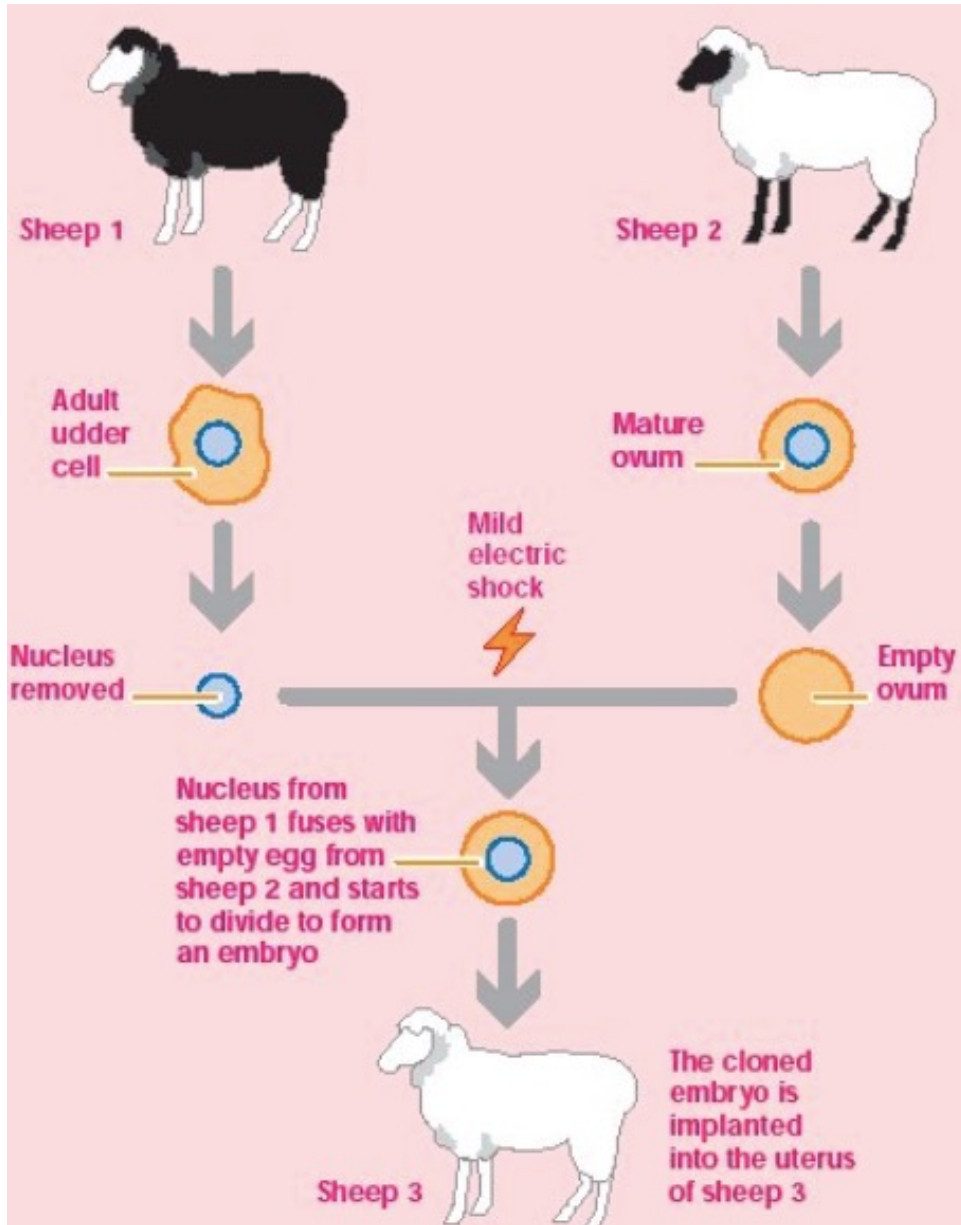 Sheep 1
Sheep 2
Adult
udder
cell
Mature
ovum
Mild
electric
shock
Nucleus
removed
Empty
ovum
Nucleus from
sheep 1 fuses with
empty egg from
sheep 2 and starts
to divide to form
an embryo
Sheep 3
The cloned
embryo is
implanted
into the uterus
of sheep 3